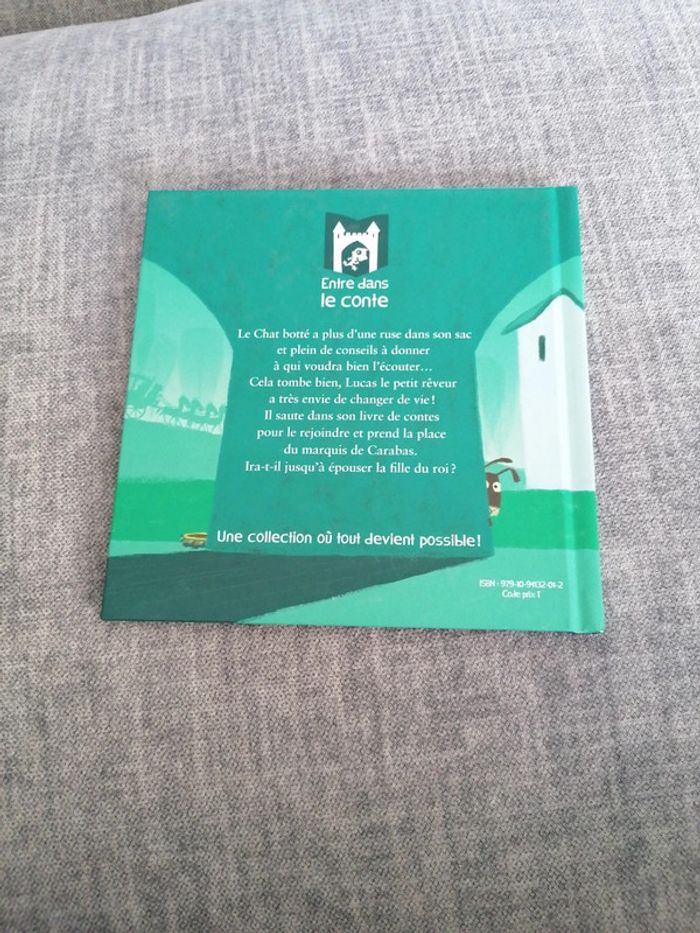 Entre dans
le conte
Le Chat botté a plus d'une ruse dans son sac
et plein de conseils à donner
à qui voudra bien l'écouter…
Cela tombe bien, Lucas le petit rêveur
a très envie de changer de vie !
Il saute dans son livre de contes
pour le rejoindre et prend la place
du marquis de Carabas.
Ira-t-il jusqu'à épouser la fille du roi ?
Une collection où tout devient possible !
ISBN : 979-10-94132-01-2
Code prix T